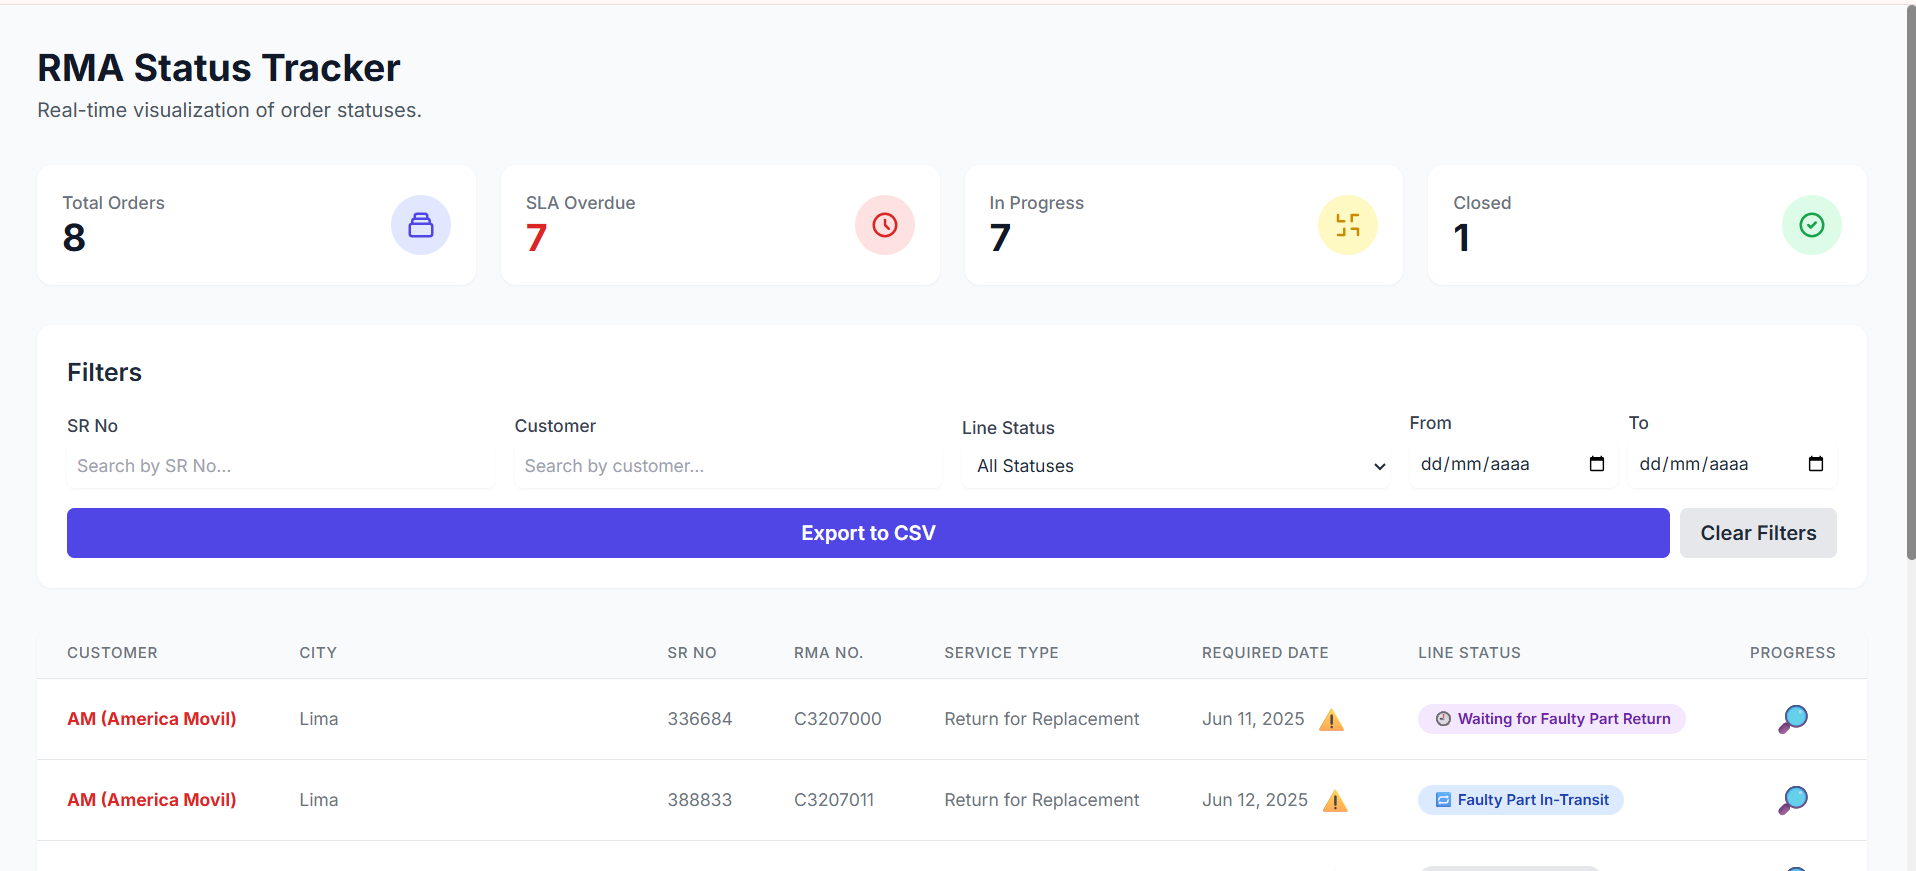 RMA Status Tracker
Real-time visualization of order statuses.
Total Orders
8
SLA Overdue
7
In Progress
7
Closed
1
Filters
SR No
Search by SR No...
Customer
Search by customer...
Line Status
All Statuses
From
dd/mm/aaaa
To
dd/mm/aaaa
Export to CSV
Clear Filters
CUSTOMER CITY SR NO RMA NO. SERVICE TYPE REQUIRED DATE LINE STATUS PROGRESS
AM (America Movil) Lima 336684 C3207000 Return for Replacement Jun 11, 2025 Waiting for Faulty Part Return
AM (America Movil) Lima 388833 C3207011 Return for Replacement Jun 12, 2025 Faulty Part In-Transit